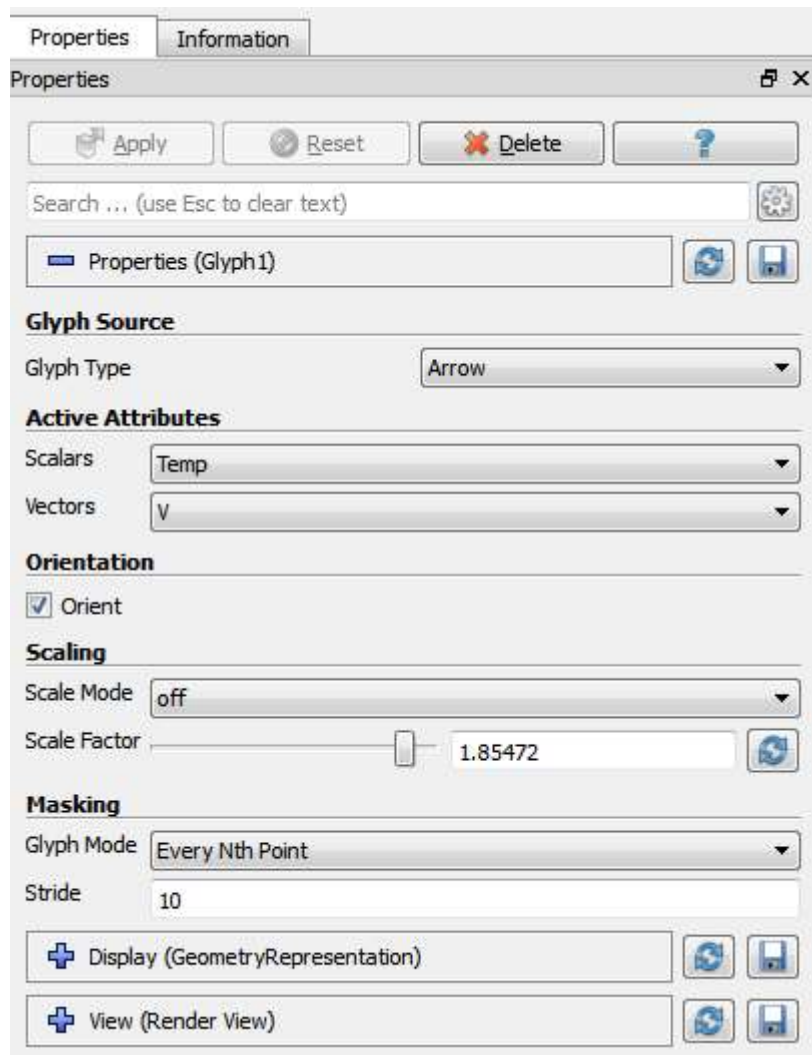 Properties Information
Properties
Apply Reset Delete ?
Search ... (use Esc to clear text)
Properties (Glyph1)
Glyph Source
Glyph Type Arrow
Active Attributes
Scalars Temp
Vectors V
Orientation
Orient
Scaling
Scale Mode off
Scale Factor 1.85472
Masking
Glyph Mode Every Nth Point
Stride 10
Display (GeometryRepresentation)
View (Render View)